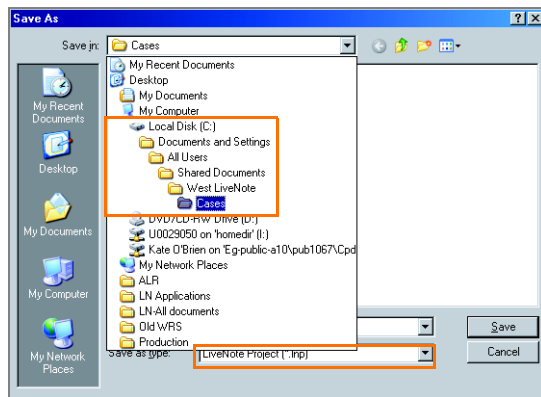 Save As
Save in:
Cases
My Recent Documents
Desktop
My Documents
My Computer
Local Disk (C:)
Documents and Settings
All Users
Shared Documents
West LiveNote
Cases
DVD/CD-RW Drive (D:)
U0029050 on 'homedir' (I:)
Kate O'Brien on 'Eg-public-a10\pub1067\Cpd
My Network Places
ALR
LN Applications
LN-All documents
Old WRS
Production
My Recent
Documents
Desktop
My Documents
My Computer
My Network
Places
Save
Save as type:
LiveNote Project (*.lnp)
Cancel